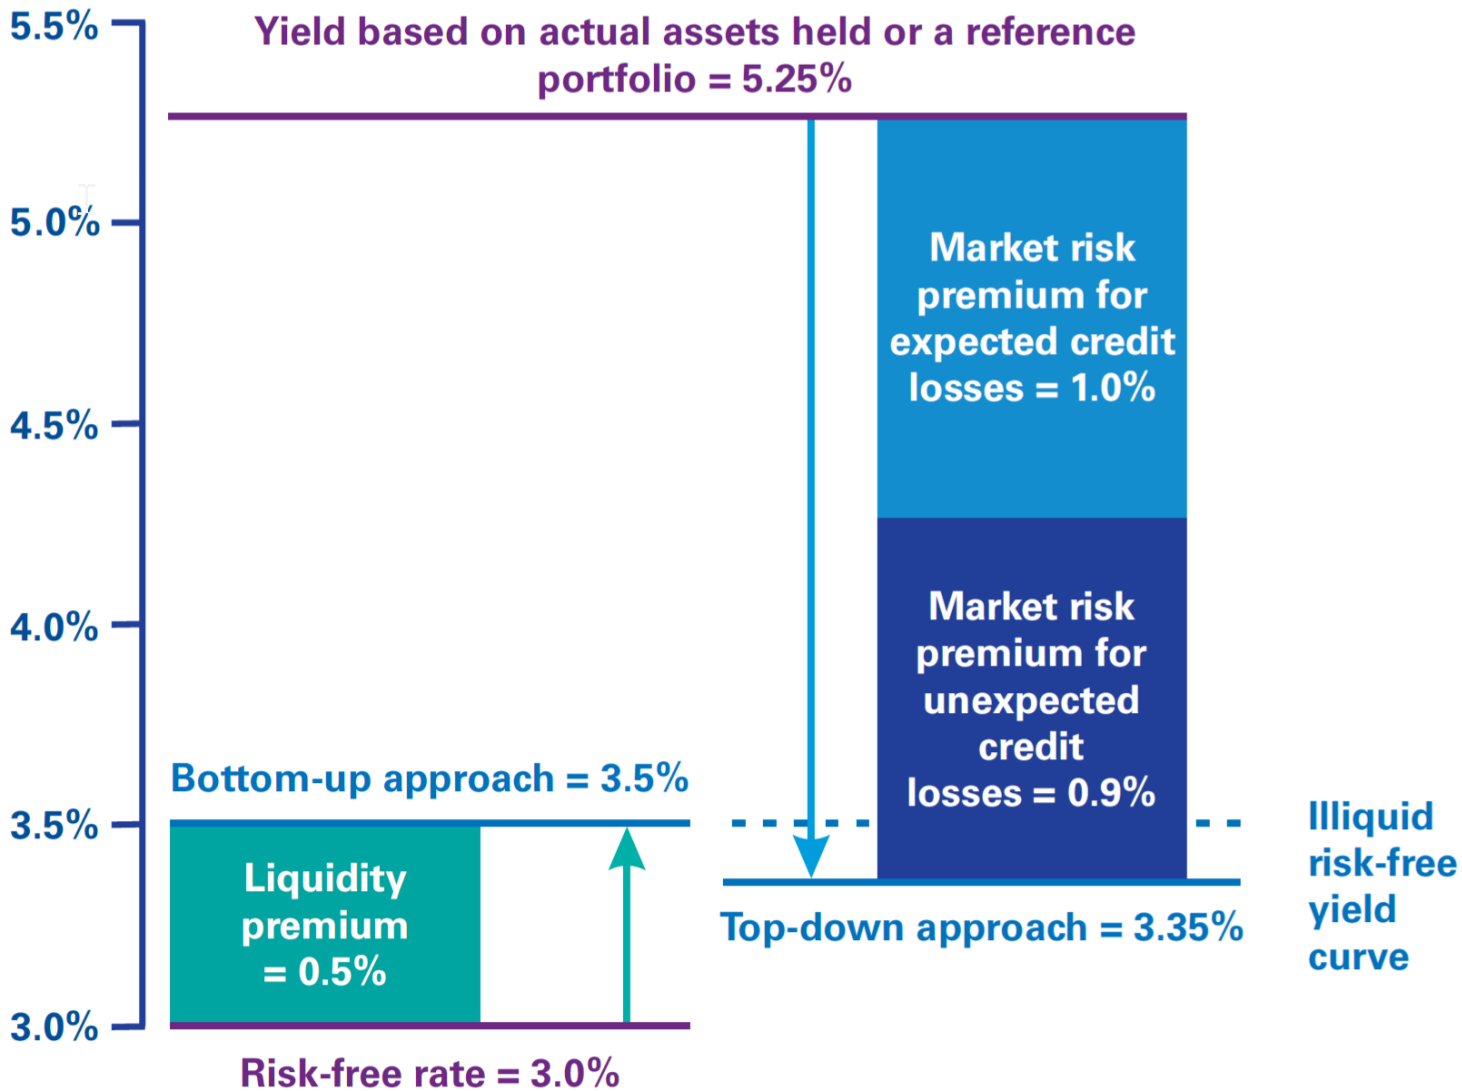 5.5%
Yield based on actual assets held or a reference
portfolio = 5.25%
5.0%
Market risk
premium for
expected credit
losses = 1.0%
4.5%
4.0%
Market risk
premium for
unexpected
credit
losses = 0.9%
Bottom-up approach = 3.5%
3.5%
Illiquid
risk-free
yield
curve
Liquidity
premium
= 0.5%
Top-down approach = 3.35%
3.0%
Risk-free rate = 3.0%